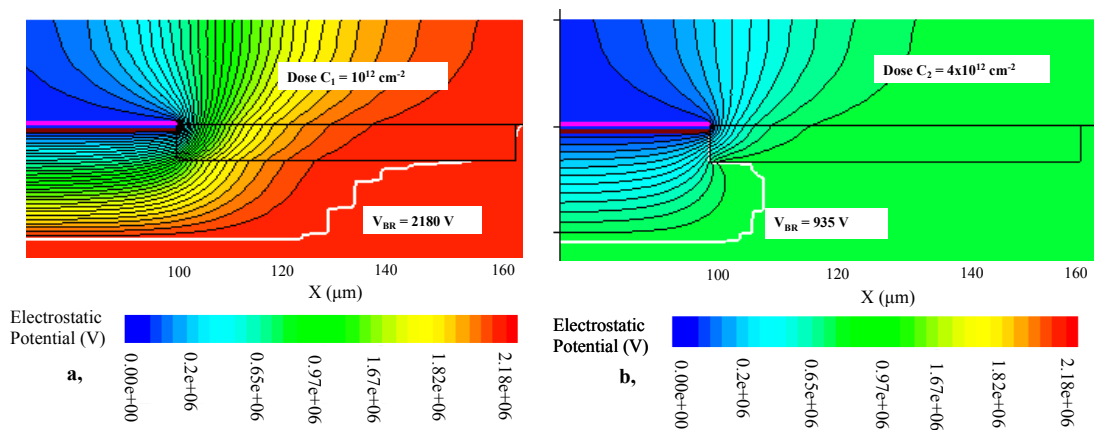 Dose C1 = 10^12 cm^-2
V_BR = 2180 V
100 120 140 160
X (μm)
Electrostatic
Potential (V)
0.00e+00 0.2e+06 0.65e+06 0.97e+06 1.67e+06 1.82e+06 2.18e+06
a,
Dose C2 = 4x10^12 cm^-2
V_BR = 935 V
100 120 140 160
X (μm)
Electrostatic
Potential (V)
0.00e+00 0.2e+06 0.65e+06 0.97e+06 1.67e+06 1.82e+06 2.18e+06
b,